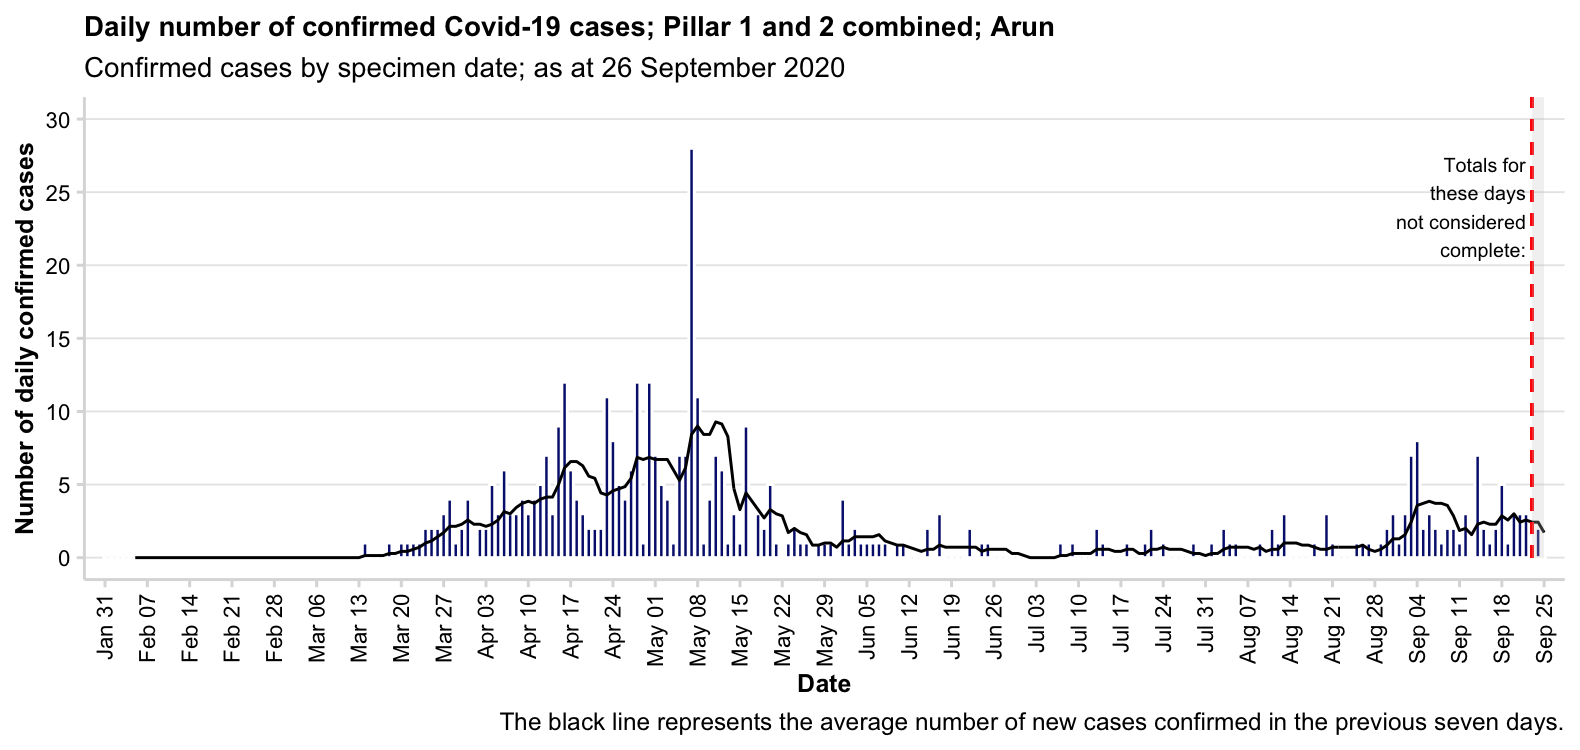 Daily number of confirmed Covid-19 cases; Pillar 1 and 2 combined; Arun
Confirmed cases by specimen date; as at 26 September 2020
Number of daily confirmed cases
30
25
20
15
10
5
0
Totals for
these days
not considered
complete:
Jan 31
Feb 07
Feb 14
Feb 21
Feb 28
Mar 06
Mar 13
Mar 20
Mar 27
Apr 03
Apr 10
Apr 17
Apr 24
May 01
May 08
May 15
May 22
May 29
Jun 05
Jun 12
Jun 19
Jun 26
Jul 03
Jul 10
Jul 17
Jul 24
Jul 31
Aug 07
Aug 14
Aug 21
Aug 28
Sep 04
Sep 11
Sep 18
Sep 25
Date
The black line represents the average number of new cases confirmed in the previous seven days.